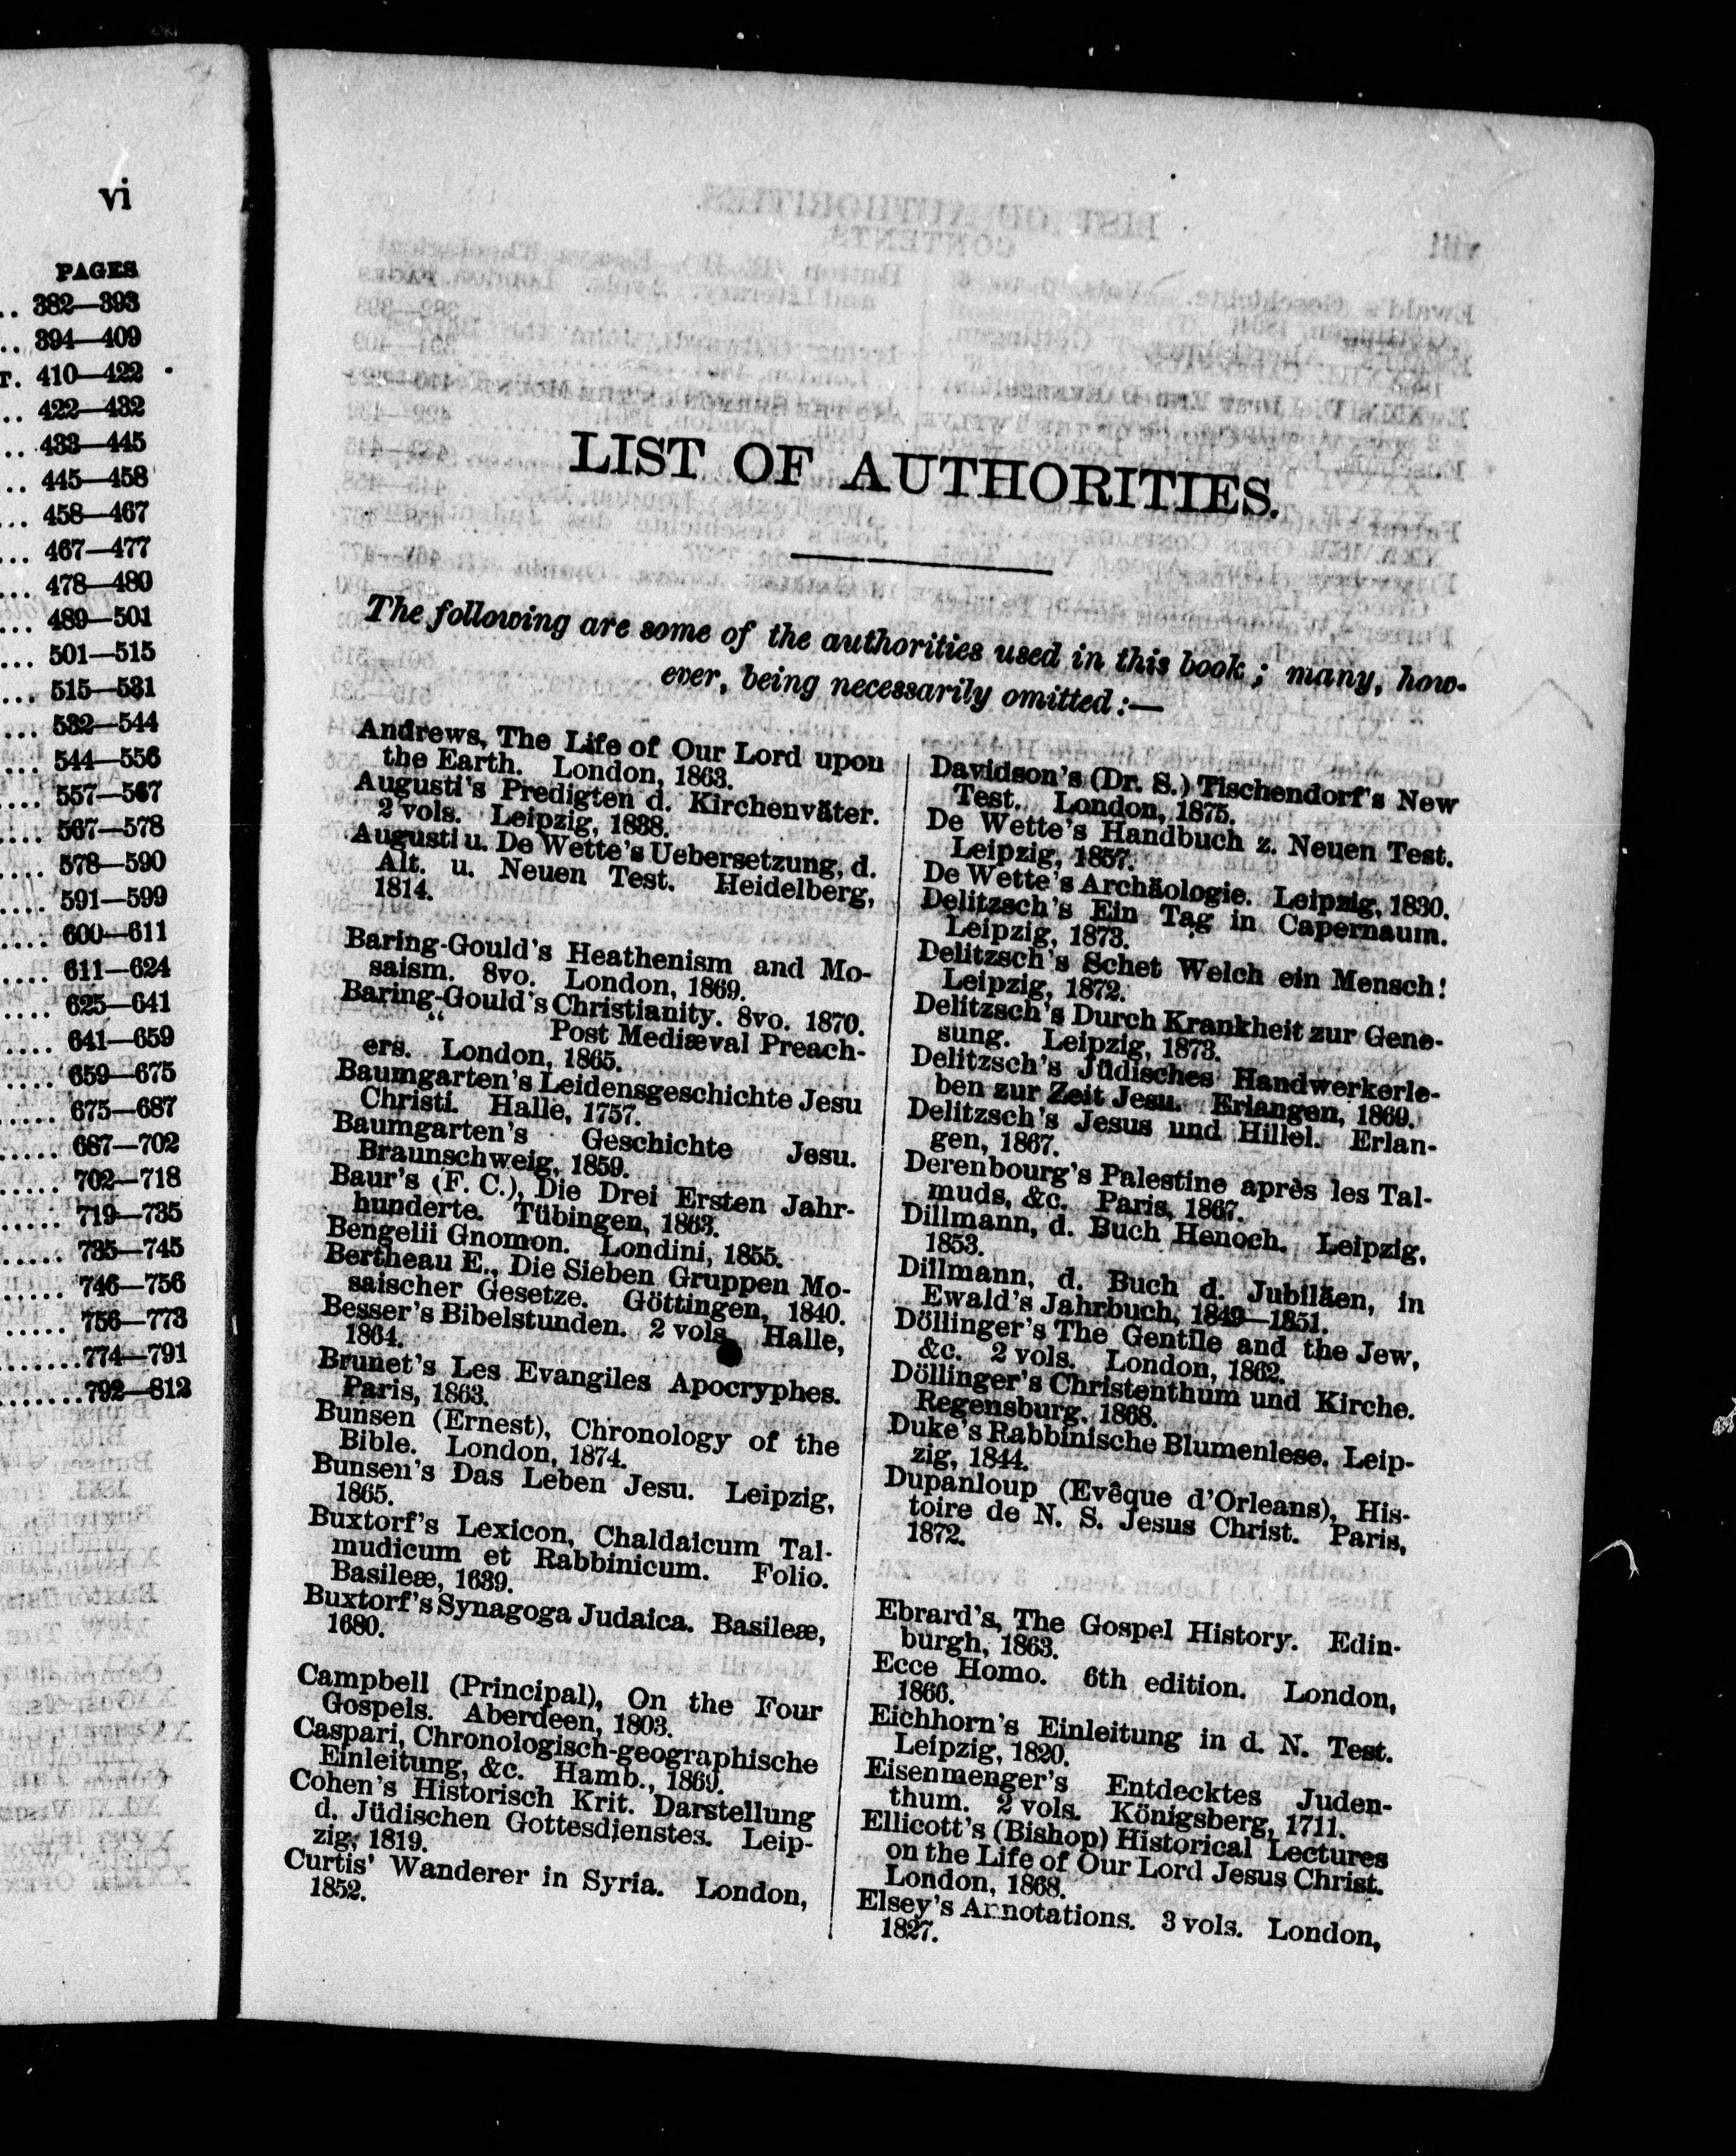 vi
PAGES
.. 382—393
.. 394—409
r. 410—422
.. 422—432
... 433—445
.. 445—458
... 458—467
... 467—477
... 478—489
... 489—501
... 501—515
... 515—531
... 532—544
... 544—556
.... 557—567
.... 567—578
.... 578—590
.... 591—599
.... 600—611
.... 611—624
.... 625—641
.... 641—659
.... 659—675
.... 675—687
..... 687—702
..... 702—718
..... 719—735
..... 735—745
..... 746—756
...... 756—773
.......774—791
.......792—812
LIST OF AUTHORITIES.
The following are some of the authorities used in this book; many, how-
ever, being necessarily omitted:—
Andrews, The Life of Our Lord upon
the Earth. London, 1863.
Augusti's Predigten d. Kirchenväter.
2 vols. Leipzig, 1838.
Augusti u. De Wette's Uebersetzung, d.
Alt. u. Neuen Test. Heidelberg,
1814.
Baring-Gould's Heathenism and Mo-
saism. 8vo. London, 1869.
Baring-Gould's Christianity. 8vo. 1870.
" Post Mediæval Preach-
ers. London, 1865.
Baumgarten's Leidensgeschichte Jesu
Christi. Halle, 1757.
Baumgarten's Geschichte Jesu.
Braunschweig, 1859.
Baur's (F. C.), Die Drei Ersten Jahr-
hunderte. Tübingen, 1863.
Bengelii Gnomon. Londini, 1855.
Bertheau E., Die Sieben Gruppen Mo-
saischer Gesetze. Göttingen, 1840.
Besser's Bibelstunden. 2 vols. Halle,
1864.
Brunet's Les Evangiles Apocryphes.
Paris, 1863.
Bunsen (Ernest), Chronology of the
Bible. London, 1874.
Bunsen's Das Leben Jesu. Leipzig,
1865.
Buxtorf's Lexicon, Chaldaicum Tal-
mudicum et Rabbinicum. Folio.
Basileæ, 1639.
Buxtorf's Synagoga Judaica. Basileæ,
1680.
Campbell (Principal), On the Four
Gospels. Aberdeen, 1803.
Caspari, Chronologisch-geographische
Einleitung, &c. Hamb., 1869.
Cohen's Historisch Krit. Darstellung
d. Jüdischen Gottesdienstes. Leip-
zig, 1819.
Curtis' Wanderer in Syria. London,
1852.
Davidson's (Dr. S.) Tischendorf's New
Test. London, 1875.
De Wette's Handbuch z. Neuen Test.
Leipzig, 1857.
De Wette's Archäologie. Leipzig, 1830.
Delitzsch's Ein Tag in Capernaum.
Leipzig, 1873.
Delitzsch's Schet Welch ein Mensch!
Leipzig, 1872.
Delitzsch's Durch Krankheit zur Gene-
sung. Leipzig, 1873.
Delitzsch's Jüdisches Handwerkerle-
ben zur Zeit Jesu. Erlangen, 1869.
Delitzsch's Jesus und Hillel. Erlan-
gen, 1867.
Derenbourg's Palestine après les Tal-
muds, &c. Paris, 1867.
Dillmann, d. Buch Henoch. Leipzig,
1853.
Dillmann, d. Buch d. Jubiläen, in
Ewald's Jahrbuch, 1849—1851.
Döllinger's The Gentile and the Jew,
&c. 2 vols. London, 1862.
Döllinger's Christenthum und Kirche.
Regensburg, 1868.
Duke's Rabbinische Blumenlese. Leip-
zig, 1844.
Dupanloup (Evêque d'Orleans), His-
toire de N. S. Jesus Christ. Paris,
1872.
Ebrard's, The Gospel History. Edin-
burgh, 1863.
Ecce Homo. 6th edition. London,
1866.
Eichhorn's Einleitung in d. N. Test.
Leipzig, 1820.
Eisenmenger's Entdecktes Juden-
thum. 2 vols. Königsberg, 1711.
Ellicott's (Bishop) Historical Lectures
on the Life of Our Lord Jesus Christ.
London, 1868.
Elsey's Annotations. 3 vols. London,
1827.